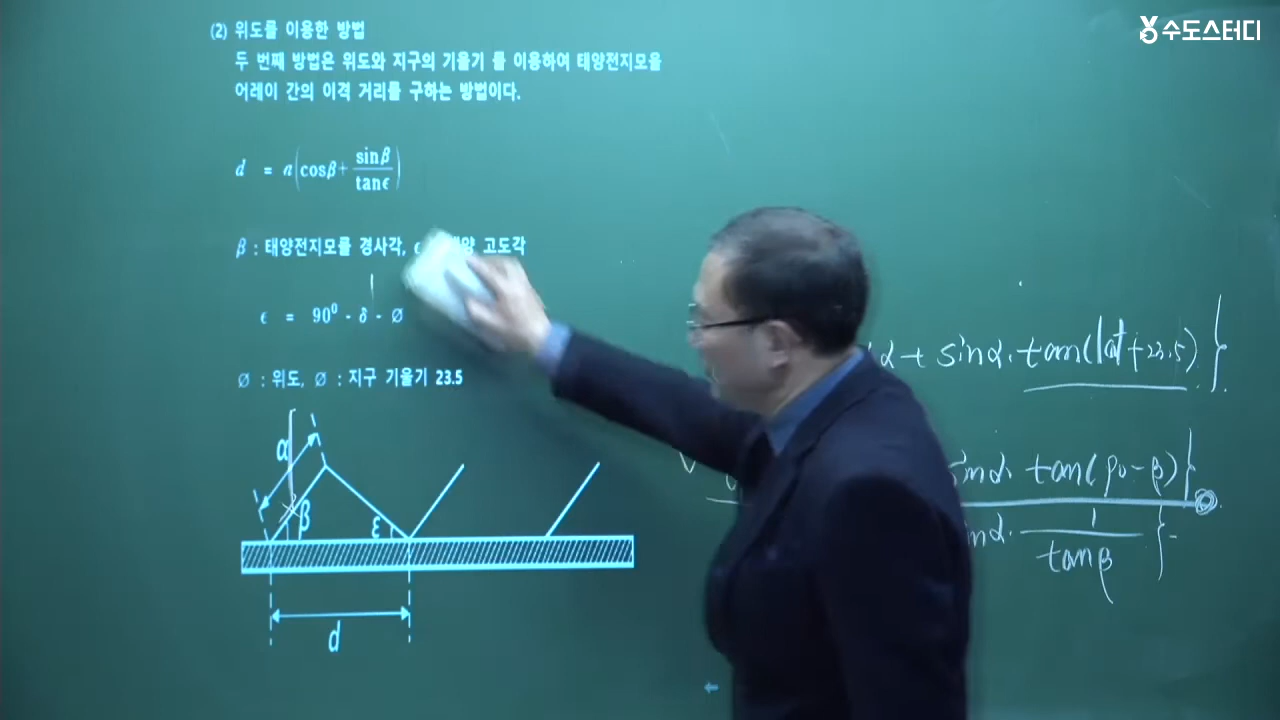 수도스터디
(2) 위도를 이용한 방법
두 번째 방법은 위도와 지구의 기울기 를 이용하여 태양전지모을
어레이 간의 이격 거리를 구하는 방법이다.
d = a(cosβ+ sinβ/tanϵ)
β : 태양전지모를 경사각, 고도각
ϵ = 90⁰ - δ - Ø
Ø : 위도, Ø : 지구 기울기 23.5
α + sinα · tan(lat + 23.5) }
sinα tan(90 - β) }
sinα · 1/tanβ }
α
β
ε
d